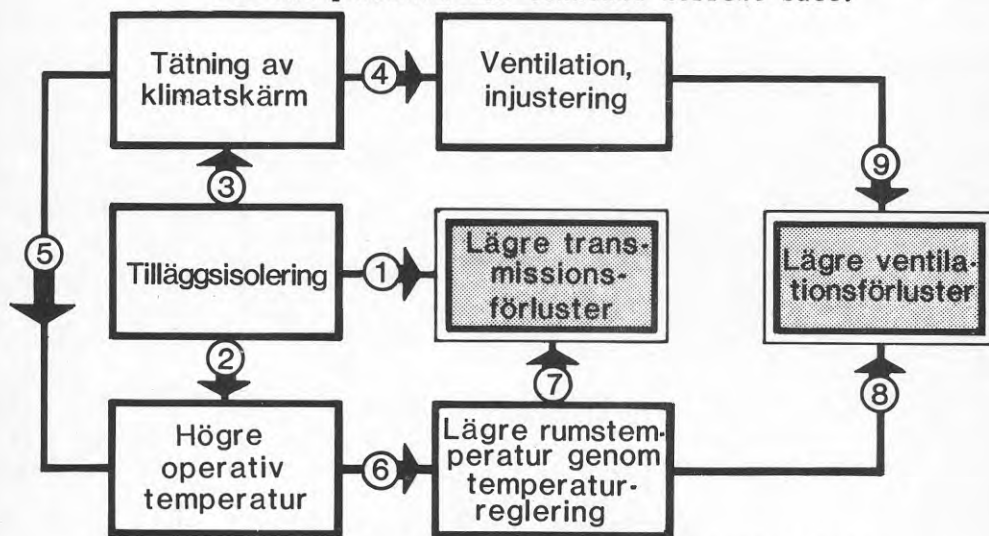 Tätning av
klimatskärm
4
Ventilation,
injustering
3
9
5
Tilläggsisolering
1
Lägre trans-
missions-
förluster
Lägre ventila-
tionsförluster
2
7
8
Högre
operativ
temperatur
6
Lägre rumstem-
peratur genom
temperatur-
reglering